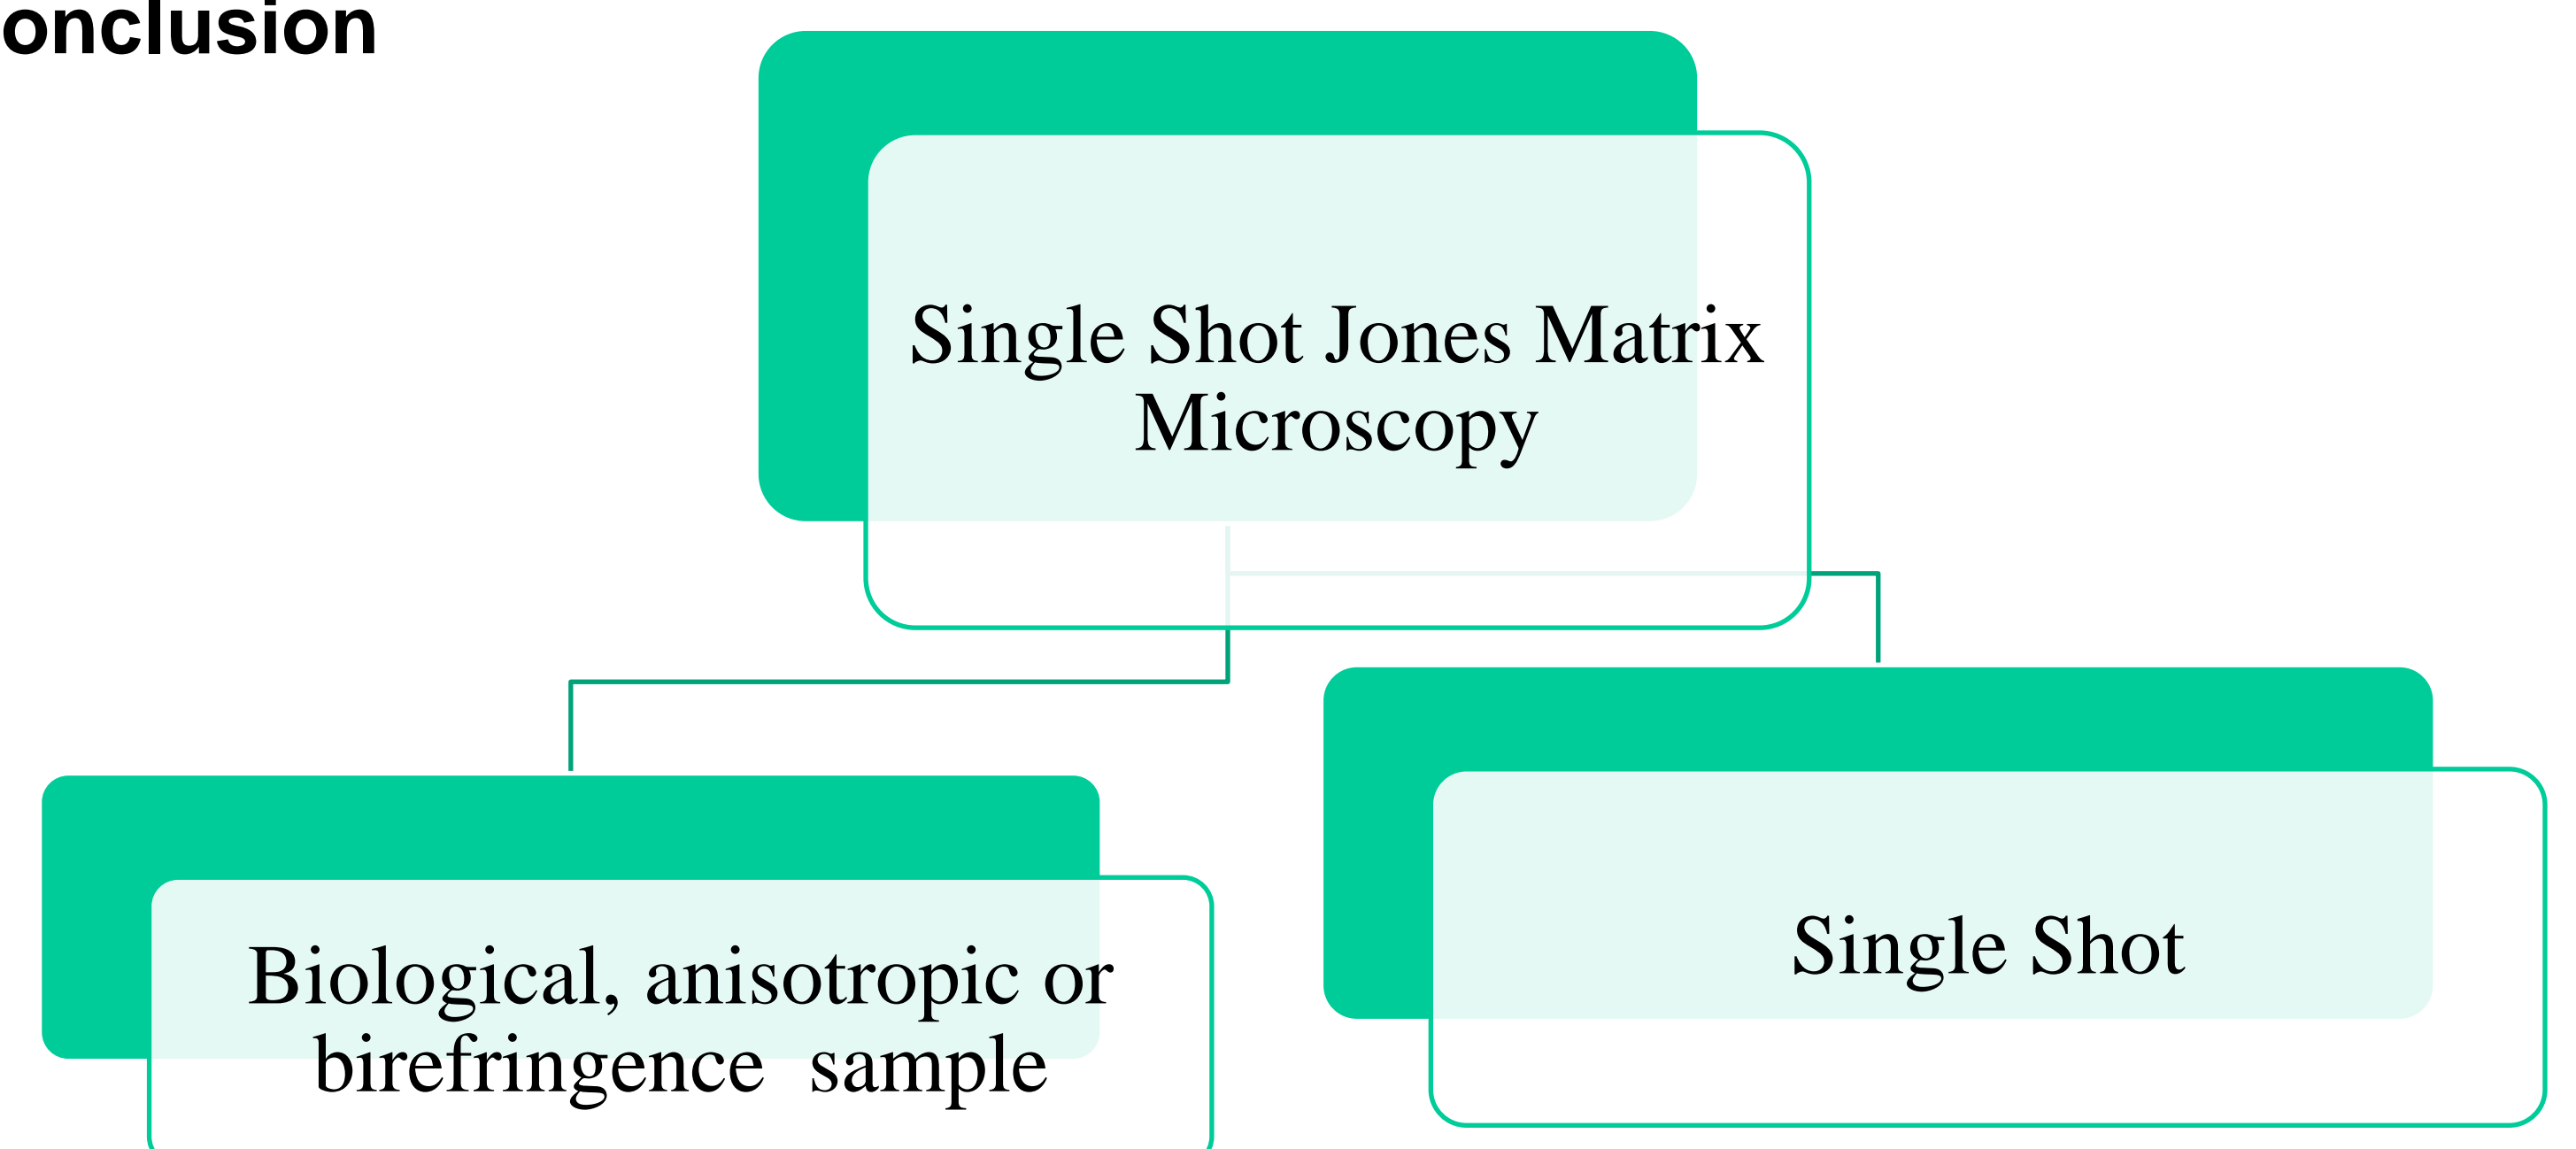 onclusion
Single Shot Jones Matrix
Microscopy
Biological, anisotropic or
birefringence  sample
Single Shot